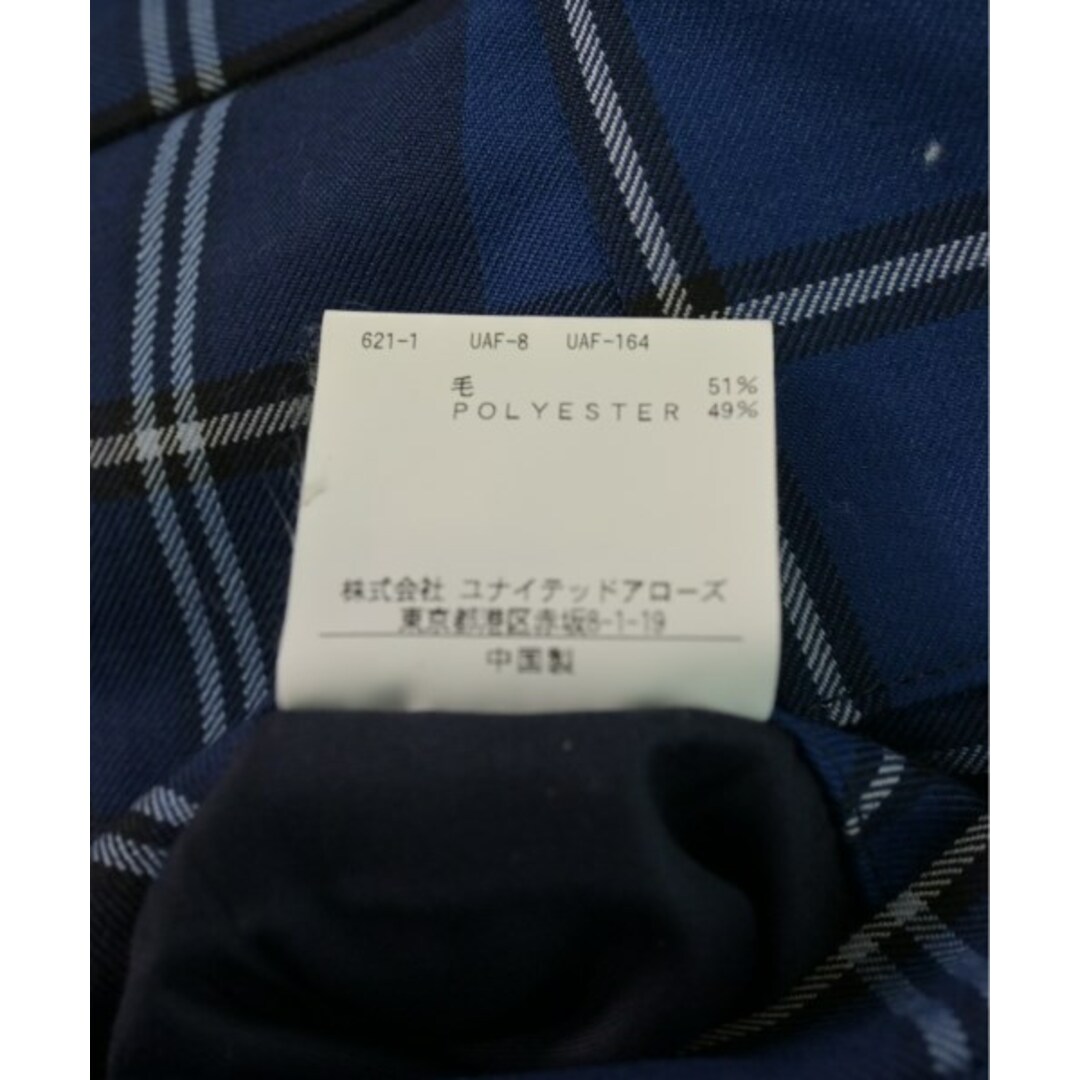 621-1 UAF-8 UAF-164
毛 51%
POLYESTER 49%
株式会社 ユナイテッドアローズ
東京都港区赤坂8-1-19
中国製